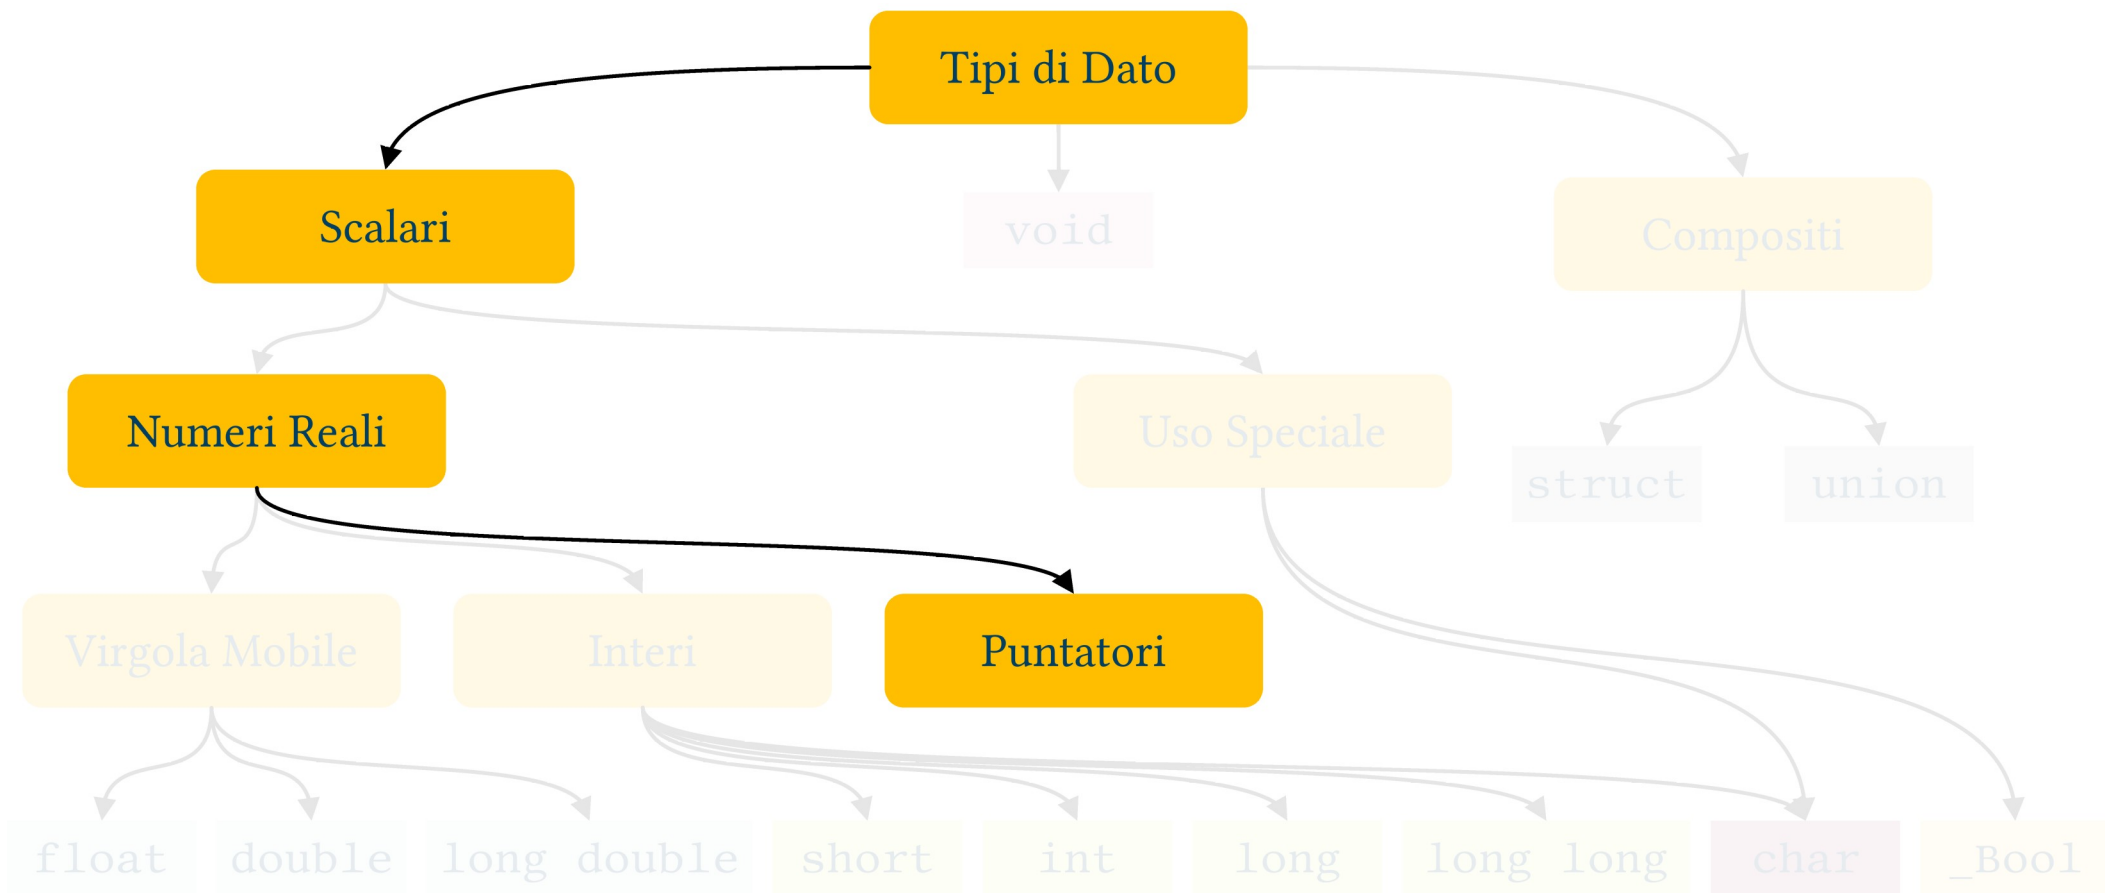 Tipi di Dato
Scalari
void
Compositi
Numeri Reali
Uso Speciale
struct
union
Virgola Mobile
Interi
Puntatori
float
double
long double
short
int
long
long long
char
_Bool